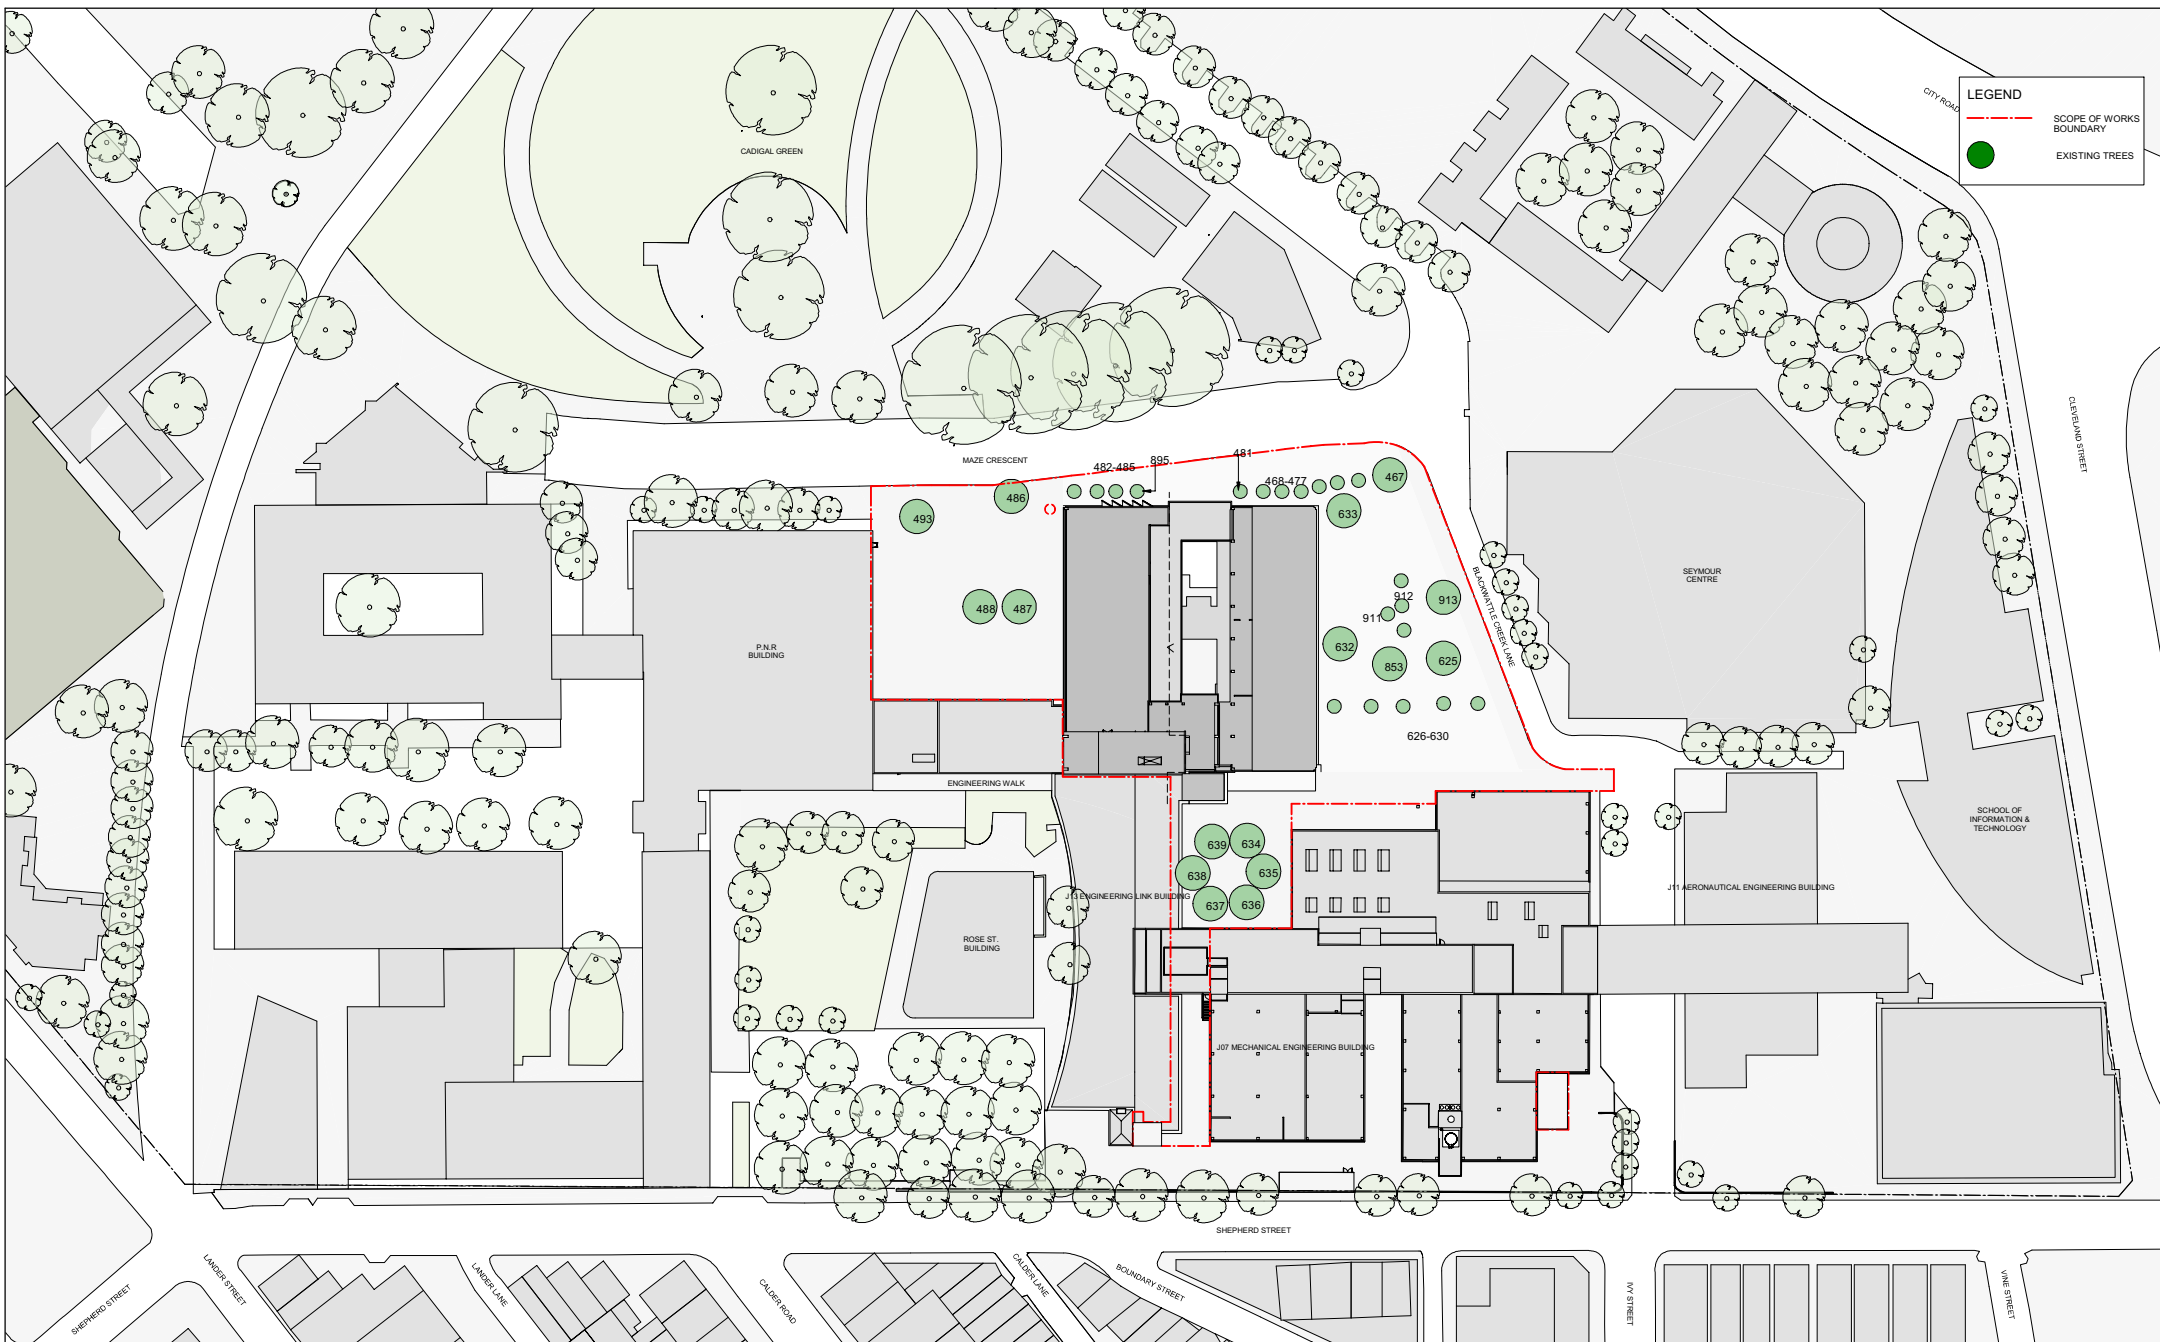 LEGEND
SCOPE OF WORKS
BOUNDARY
EXISTING TREES
CITY ROAD
CLEVELAND STREET
CADIGAL GREEN
MAZE CRESCENT
482-485
895
481
468-477
467
486
493
633
488
487
912
913
911
632
853
625
626-630
BLACKWATTLE CREEK LANE
SEYMOUR
CENTRE
P.N.R
BUILDING
ENGINEERING WALK
SCHOOL OF
INFORMATION &
TECHNOLOGY
639
634
638
635
637
636
J13 ENGINEERING LINK BUILDING
J11 AERONAUTICAL ENGINEERING BUILDING
ROSE ST.
BUILDING
J07 MECHANICAL ENGINEERING BUILDING
SHEPHERD STREET
SHEPHERD STREET
LANDER STREET
LANDER LANE
CALDER ROAD
CALDER LANE
BOUNDARY STREET
IVY STREET
VINE STREET